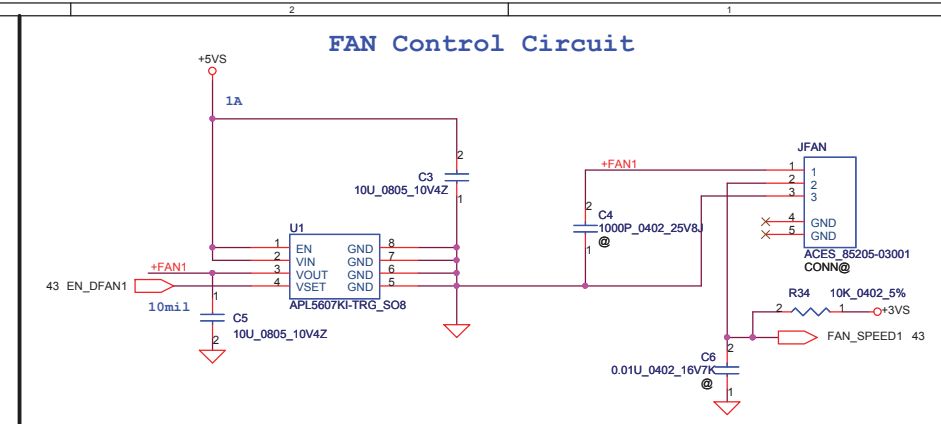 2
1
FAN Control Circuit
+5VS
1A
2
C3
10U_0805_10V4Z
1
U1
1 EN GND 8
2 VIN GND 7
3 VOUT GND 6
4 VSET GND 5
APL5607KI-TRG_SO8
+FAN1
43 EN_DFAN1
10mil
1
C5
10U_0805_10V4Z
2
+FAN1
2
C4
1000P_0402_25V8J
@
1
JFAN
1 1
2 2
3 3
4 GND
5 GND
ACES_85205-03001
CONN@
R34 10K_0402_5%
2 1 +3VS
FAN_SPEED1 43
2
C6
0.01U_0402_16V7K
@
1